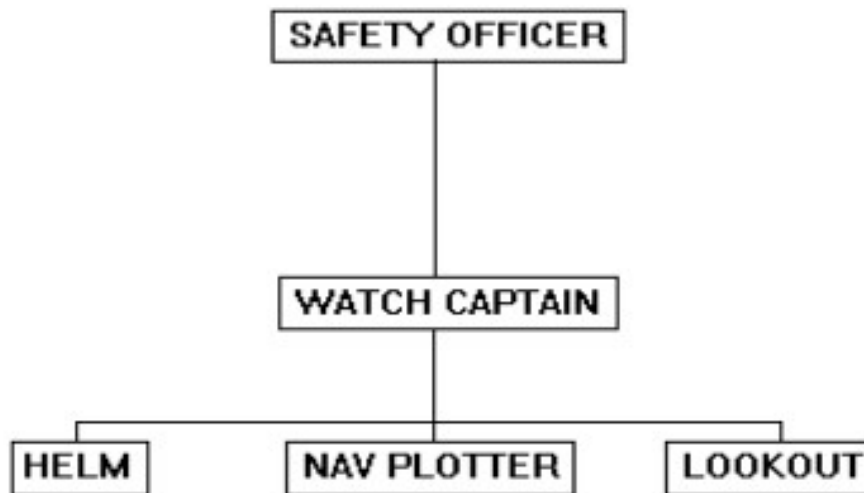 SAFETY OFFICER
WATCH CAPTAIN
HELM
NAV PLOTTER
LOOKOUT